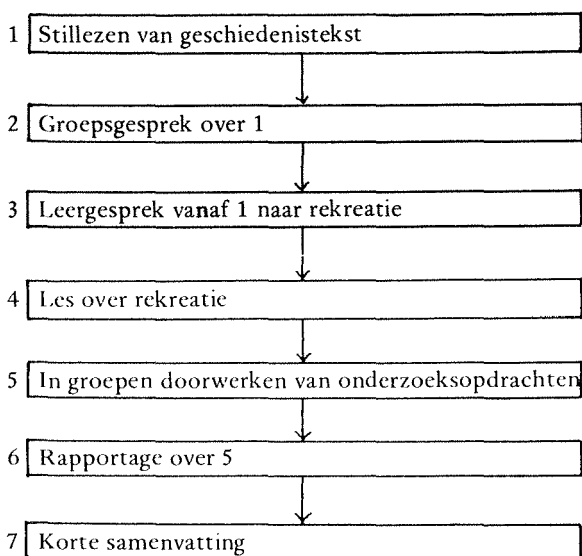 1 Stillezen van geschiedenistekst
2 Groepsgesprek over 1
3 Leergesprek vanaf 1 naar rekreatie
4 Les over rekreatie
5 In groepen doorwerken van onderzoeksopdrachten
6 Rapportage over 5
7 Korte samenvatting